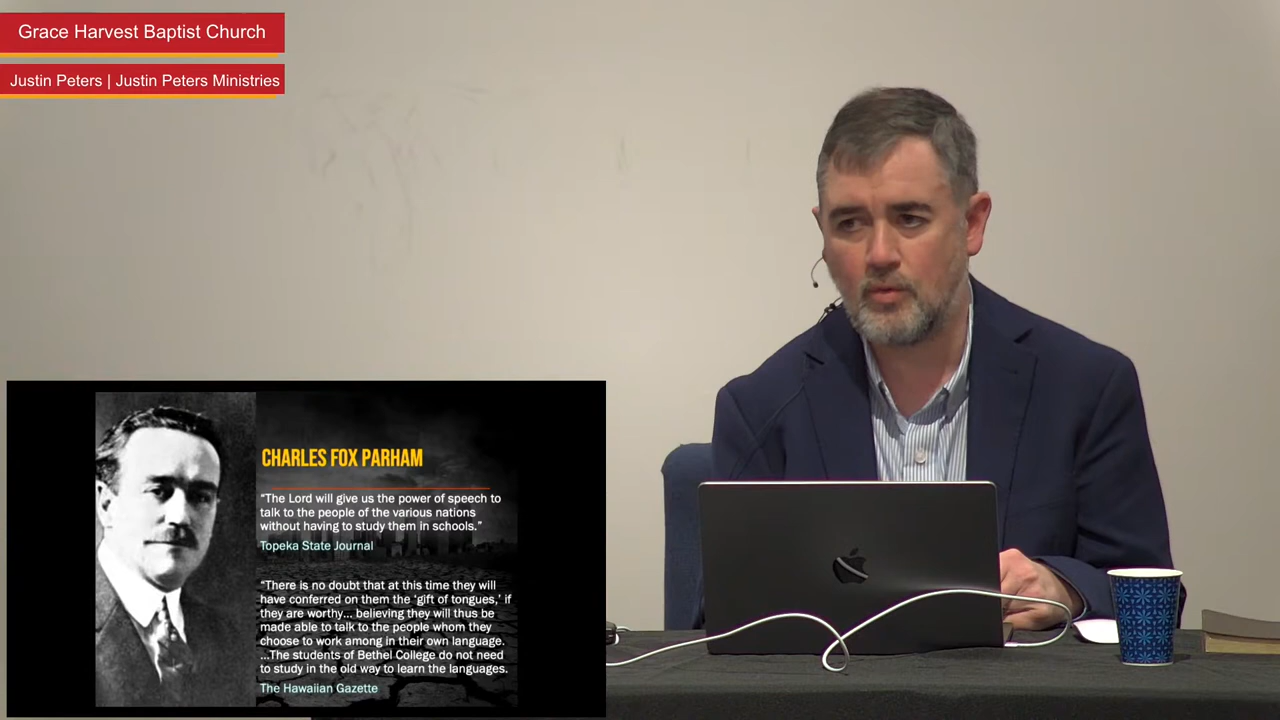 Grace Harvest Baptist Church
Justin Peters | Justin Peters Ministries
CHARLES FOX PARHAM
“The Lord will give us the power of speech to
talk to the people of the various nations
without having to study them in schools.”
Topeka State Journal
“There is no doubt that at this time they will
have conferred on them the ‘gift of tongues,’ if
they are worthy... believing they will thus be
made able to talk to the people whom they
choose to work among in their own language.
...The students of Bethel College do not need
to study in the old way to learn the languages.
The Hawaiian Gazette